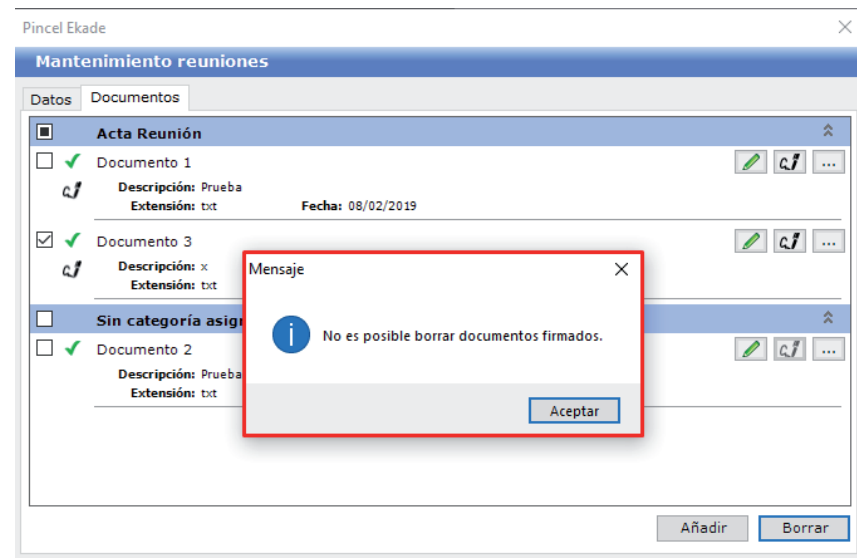 Pincel Ekade
Mantenimiento reuniones
Datos Documentos
Acta Reunión
Documento 1
...
Descripción: Prueba
Extensión: txt Fecha: 08/02/2019
Documento 3
...
Descripción: x
Extensión: txt
Mensaje
No es posible borrar documentos firmados.
Aceptar
Sin categoría
Documento 2
...
Descripción: Prueba
Extensión: txt
Añadir Borrar